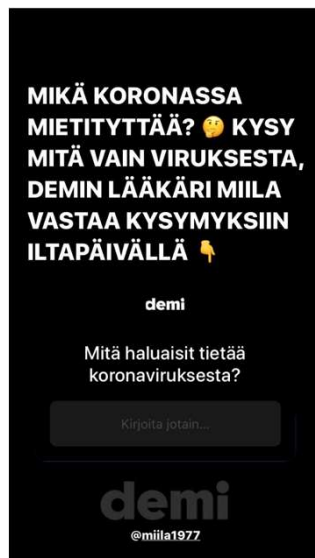 MIKÄ KORONASSA
MIETITYTTÄÄ? 🤔 KYSY
MITÄ VAIN VIRUKSESTA,
DEMIN LÄÄKÄRI MIILA
VASTAA KYSYMYKSIIN
ILTAPÄIVÄLLÄ 👇
demi
Mitä haluaisit tietää
koronaviruksesta?
Kirjoita jotain...
demi
@miila1977